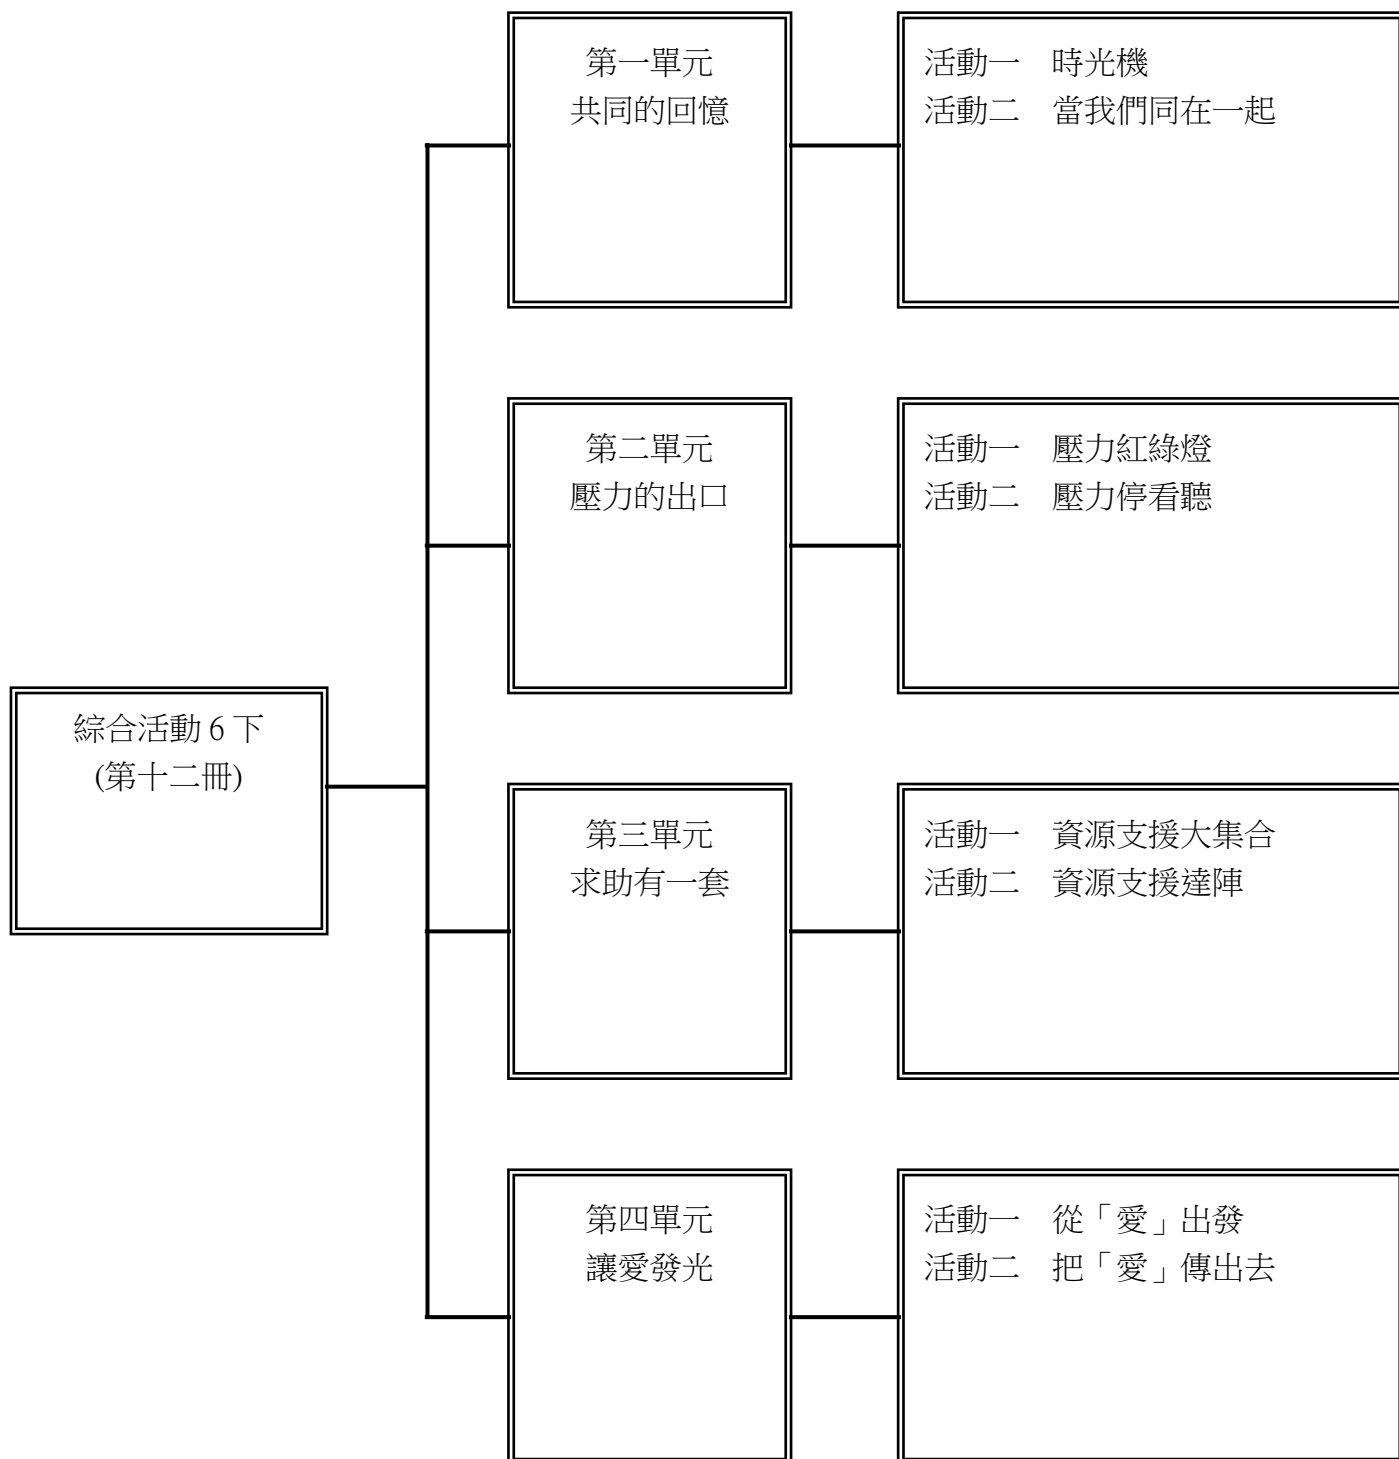 第一單元
共同的回憶
活動一　時光機
活動二　當我們同在一起
第二單元
壓力的出口
活動一　壓力紅綠燈
活動二　壓力停看聽
綜合活動 6 下
(第十二冊)
第三單元
求助有一套
活動一　資源支援大集合
活動二　資源支援達陣
第四單元
讓愛發光
活動一　從「愛」出發
活動二　把「愛」傳出去